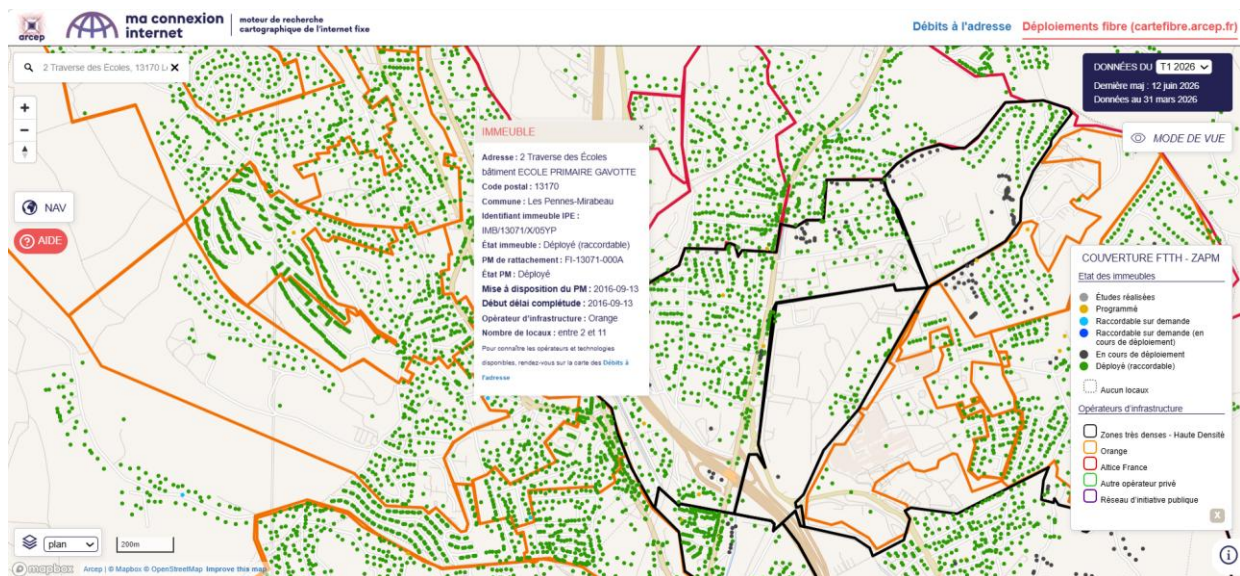 arcep
ma connexion
internet
moteur de recherche
cartographique de l'internet fixe
Débits à l'adresse
Déploiements fibre (cartefibre.arcep.fr)
2 Traverse des Écoles, 13170 L
DONNÉES DU T1 2026
Dernière maj : 12 juin 2026
Données au 31 mars 2026
MODE DE VUE
+
−
NAV
? AIDE
IMMEUBLE
×
Adresse : 2 Traverse des Écoles
bâtiment ECOLE PRIMAIRE GAVOTTE
Code postal : 13170
Commune : Les Pennes-Mirabeau
Identifiant immeuble IPE :
IMB/13071/X/05YP
État immeuble : Déployé (raccordable)
PM de rattachement : FI-13071-000A
État PM : Déployé
Mise à disposition du PM : 2016-09-13
Début délai complétude : 2016-09-13
Opérateur d'infrastructure : Orange
Nombre de locaux : entre 2 et 11
Pour connaître les opérateurs et technologies
disponibles, rendez-vous sur la carte des Débits à
l'adresse
COUVERTURE FTTH - ZAPM
Etat des immeubles
Études réalisées
Programmé
Raccordable sur demande
Raccordable sur demande (en
cours de déploiement)
En cours de déploiement
Déployé (raccordable)
Aucun locaux
Opérateurs d'infrastructure
Zones très denses - Haute Densité
Orange
Altice France
Autre opérateur privé
Réseau d'initiative publique
X
plan
200m
mapbox
Arcep | © Mapbox © OpenStreetMap Improve this map